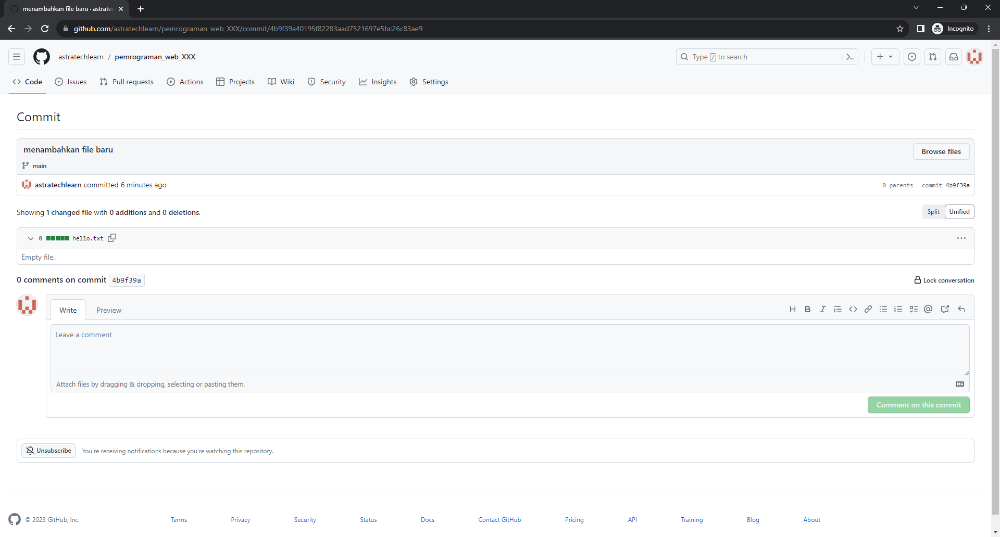 menambahkan file baru · astratec
github.com/astratechlearn/pemrograman_web_XXX/commit/4b9f39a40195f82283aad7521697e5bc26c83ae9
Incognito
astratechlearn / pemrograman_web_XXX
Type / to search
Code Issues Pull requests Actions Projects Wiki Security Insights Settings
Commit
menambahkan file baru
Browse files
main
astratechlearn committed 6 minutes ago
0 parents commit 4b9f39a
Showing 1 changed file with 0 additions and 0 deletions.
Split Unified
0 hello.txt
Empty file.
0 comments on commit 4b9f39a
Lock conversation
Write Preview
Leave a comment
Attach files by dragging & dropping, selecting or pasting them.
Comment on this commit
Unsubscribe You're receiving notifications because you're watching this repository.
© 2023 GitHub, Inc. Terms Privacy Security Status Docs Contact GitHub Pricing API Training Blog About